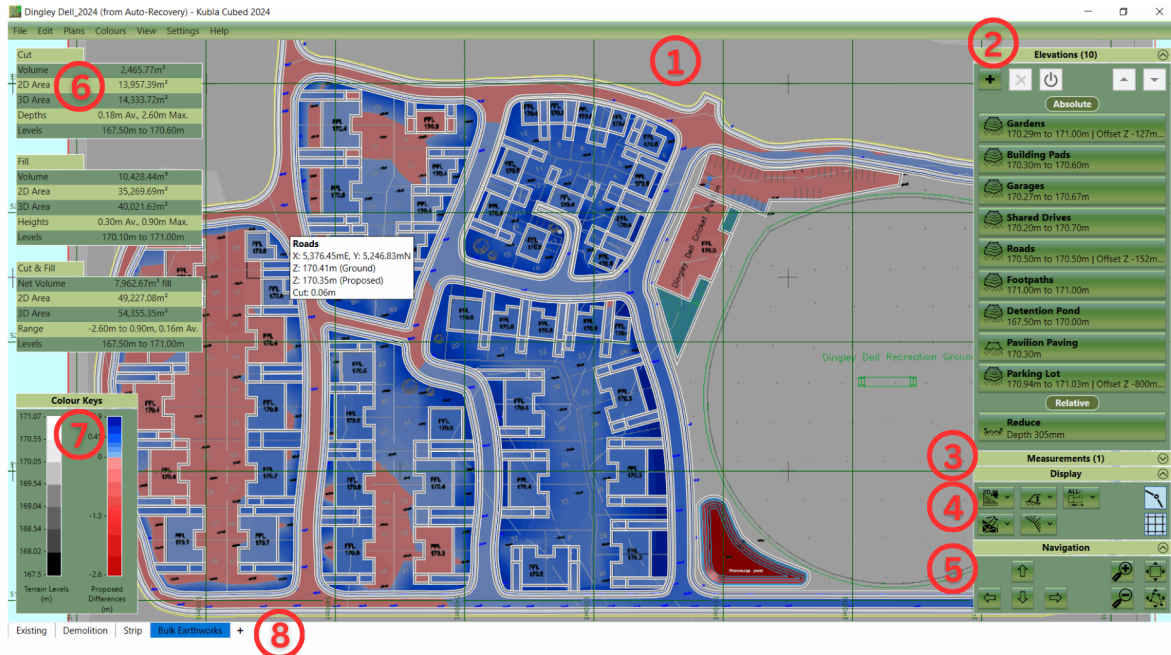 Dingley Dell_2024 (from Auto-Recovery) - Kubla Cubed 2024
File Edit Plans Colours View Settings Help
1
2
3
4
5
6
7
8
Cut
Volume 2,465.77m³
2D Area 13,957.39m²
3D Area 14,333.72m²
Depths 0.18m Av., 2.60m Max.
Levels 167.50m to 170.60m
Fill
Volume 10,428.44m³
2D Area 35,269.69m²
3D Area 40,021.63m²
Heights 0.30m Av., 0.90m Max.
Levels 170.10m to 171.00m
Cut & Fill
Net Volume 7,962.67m³ fill
2D Area 49,227.08m²
3D Area 54,355.35m²
Range -2.60m to 0.90m, 0.16m Av.
Levels 167.50m to 171.00m
Roads
X: 5,376.45mE, Y: 5,246.83mN
Z: 170.41m (Ground)
Z: 170.35m (Proposed)
Cut: 0.06m
Dingley Dell Recreation Groun
Colour Keys
171.07
170.55
170.05
169.54
169.04
168.54
168.02
167.5
Terrain Levels
(m)
0.45
0
-1.3
-2.6
Proposed
Differences
(m)
Elevations (10)
Absolute
Gardens
170.29m to 171.00m | Offset Z -127m...
Building Pads
170.30m to 170.60m
Garages
170.27m to 170.67m
Shared Drives
170.20m to 170.70m
Roads
170.50m to 170.50m | Offset Z -152m...
Footpaths
171.00m to 171.00m
Detention Pond
167.50m to 170.00m
Pavilion Paving
170.30m
Parking Lot
170.94m to 171.03m | Offset Z -800m...
Relative
Reduce
Depth 305mm
Measurements (1)
Display
2D
ALL
Navigation
Existing Demolition Strip Bulk Earthworks +